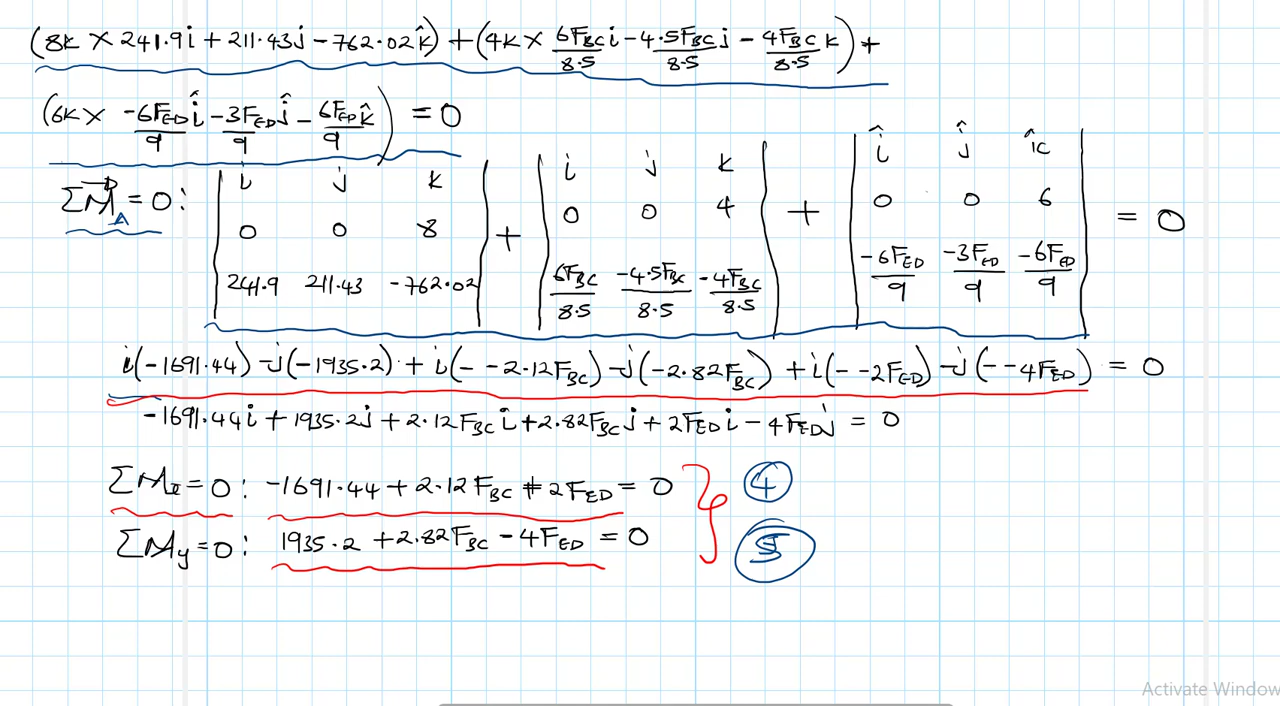 (8k × 241.9i + 211.43j - 762.02k̂) + (4k × 6F_BC/8.5 i - 4.5F_BC/8.5 j - 4F_BC/8.5 k) +
(6k × -6F_ED/9 î - 3F_ED/9 ĵ - 6F_ED/9 k̂) = 0
ΣM⃗_A = 0: | i j k | + | i j k | + | î ĵ k̂ | = 0
| 0 0 8 | | 0 0 4 | | 0 0 6 |
| 241.9 211.43 -762.02 | | 6F_BC/8.5 -4.5F_BC/8.5 -4F_BC/8.5 | | -6F_ED/9 -3F_ED/9 -6F_ED/9 |
i(-1691.44) - j(-1935.2) + i(--2.12F_BC) - j(-2.82F_BC) + i(--2F_ED) - j(--4F_ED) = 0
-1691.44i + 1935.2j + 2.12F_BC î + 2.82F_BC j + 2F_ED i - 4F_ED j = 0
ΣM_x = 0: -1691.44 + 2.12F_BC + 2F_ED = 0 4
ΣM_y = 0: 1935.2 + 2.82F_BC - 4F_ED = 0 5
Activate Window